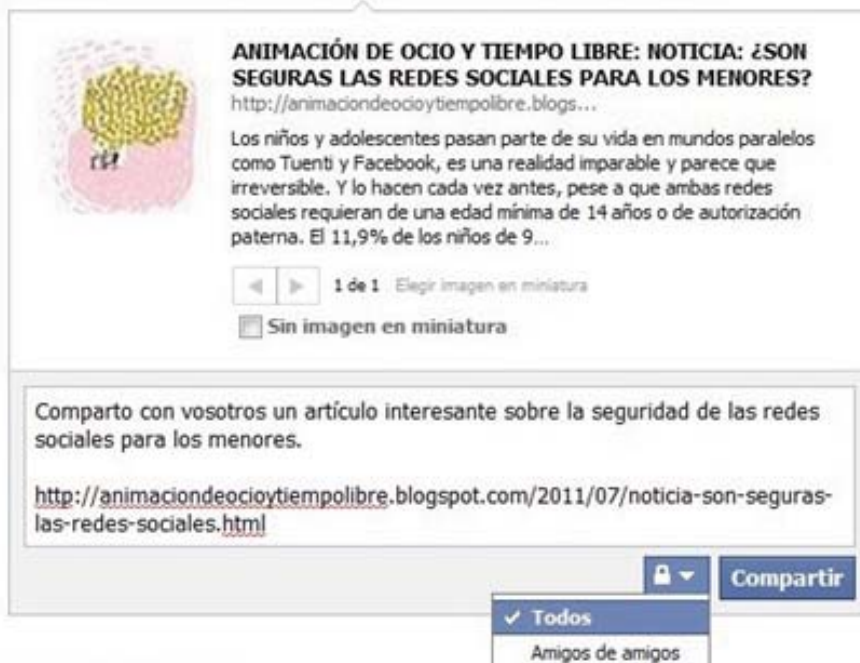 ANIMACIÓN DE OCIO Y TIEMPO LIBRE: NOTICIA: ¿SON
SEGURAS LAS REDES SOCIALES PARA LOS MENORES?
http://animaciondeocioytiempolibre.blogs...
Los niños y adolescentes pasan parte de su vida en mundos paralelos
como Tuenti y Facebook, es una realidad imparable y parece que
irreversible. Y lo hacen cada vez antes, pese a que ambas redes
sociales requieran de una edad mínima de 14 años o de autorización
paterna. El 11,9% de los niños de 9...
1 de 1 Elegir imagen en miniatura
Sin imagen en miniatura
Comparto con vosotros un artículo interesante sobre la seguridad de las redes
sociales para los menores.
http://animaciondeocioytiempolibre.blogspot.com/2011/07/noticia-son-seguras-
las-redes-sociales.html
Compartir
Todos
Amigos de amigos